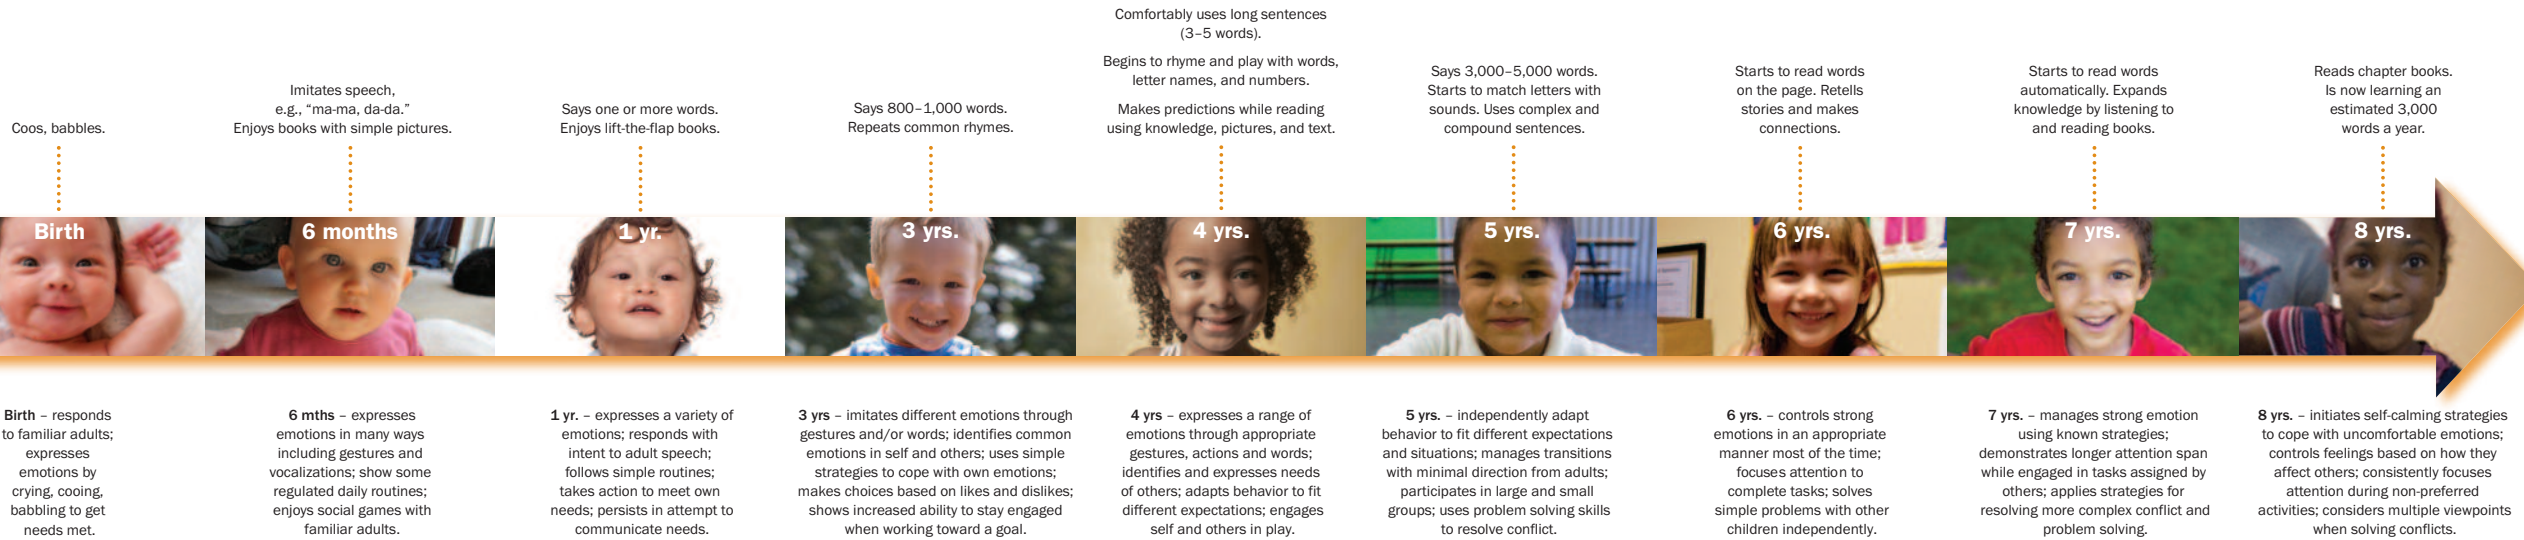 Coos, babbles.
Imitates speech,
e.g., “ma-ma, da-da.”
Enjoys books with simple pictures.
Says one or more words.
Enjoys lift-the-flap books.
Says 800–1,000 words.
Repeats common rhymes.
Comfortably uses long sentences
(3–5 words).
Begins to rhyme and play with words,
letter names, and numbers.
Makes predictions while reading
using knowledge, pictures, and text.
Says 3,000–5,000 words.
Starts to match letters with
sounds. Uses complex and
compound sentences.
Starts to read words
on the page. Retells
stories and makes
connections.
Starts to read words
automatically. Expands
knowledge by listening to
and reading books.
Reads chapter books.
Is now learning an
estimated 3,000
words a year.
Birth
6 months
1 yr.
3 yrs.
4 yrs.
5 yrs.
6 yrs.
7 yrs.
8 yrs.
Birth – responds
to familiar adults;
expresses
emotions by
crying, cooing,
babbling to get
needs met.
6 mths – expresses
emotions in many ways
including gestures and
vocalizations; show some
regulated daily routines;
enjoys social games with
familiar adults.
1 yr. – expresses a variety of
emotions; responds with
intent to adult speech;
follows simple routines;
takes action to meet own
needs; persists in attempt to
communicate needs.
3 yrs – imitates different emotions through
gestures and/or words; identifies common
emotions in self and others; uses simple
strategies to cope with own emotions;
makes choices based on likes and dislikes;
shows increased ability to stay engaged
when working toward a goal.
4 yrs – expresses a range of
emotions through appropriate
gestures, actions and words;
identifies and expresses needs
of others; adapts behavior to fit
different expectations; engages
self and others in play.
5 yrs. – independently adapt
behavior to fit different expectations
and situations; manages transitions
with minimal direction from adults;
participates in large and small
groups; uses problem solving skills
to resolve conflict.
6 yrs. – controls strong
emotions in an appropriate
manner most of the time;
focuses attention to
complete tasks; solves
simple problems with other
children independently.
7 yrs. – manages strong emotion
using known strategies;
demonstrates longer attention span
while engaged in tasks assigned by
others; applies strategies for
resolving more complex conflict and
problem solving.
8 yrs. – initiates self-calming strategies
to cope with uncomfortable emotions;
controls feelings based on how they
affect others; consistently focuses
attention during non-preferred
activities; considers multiple viewpoints
when solving conflicts.